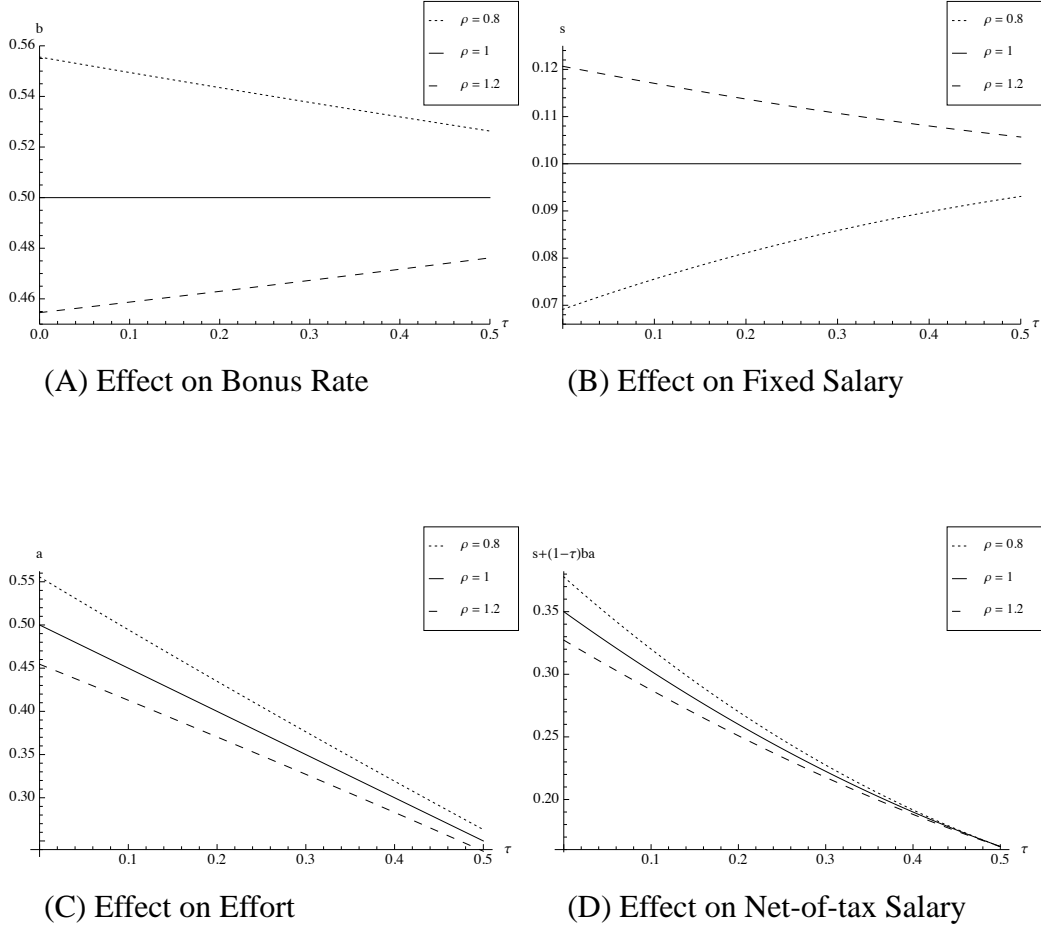 b
ρ = 0.8
ρ = 1
ρ = 1.2
0.56
0.54
0.52
0.50
0.48
0.46
0.0 0.1 0.2 0.3 0.4 0.5 τ
(A) Effect on Bonus Rate
s
ρ = 0.8
ρ = 1
ρ = 1.2
0.12
0.11
0.10
0.09
0.08
0.07
0.1 0.2 0.3 0.4 0.5 τ
(B) Effect on Fixed Salary
a
ρ = 0.8
ρ = 1
ρ = 1.2
0.55
0.50
0.45
0.40
0.35
0.30
0.1 0.2 0.3 0.4 0.5 τ
(C) Effect on Effort
s+(1−τ)ba
ρ = 0.8
ρ = 1
ρ = 1.2
0.35
0.30
0.25
0.20
0.1 0.2 0.3 0.4 0.5 τ
(D) Effect on Net-of-tax Salary